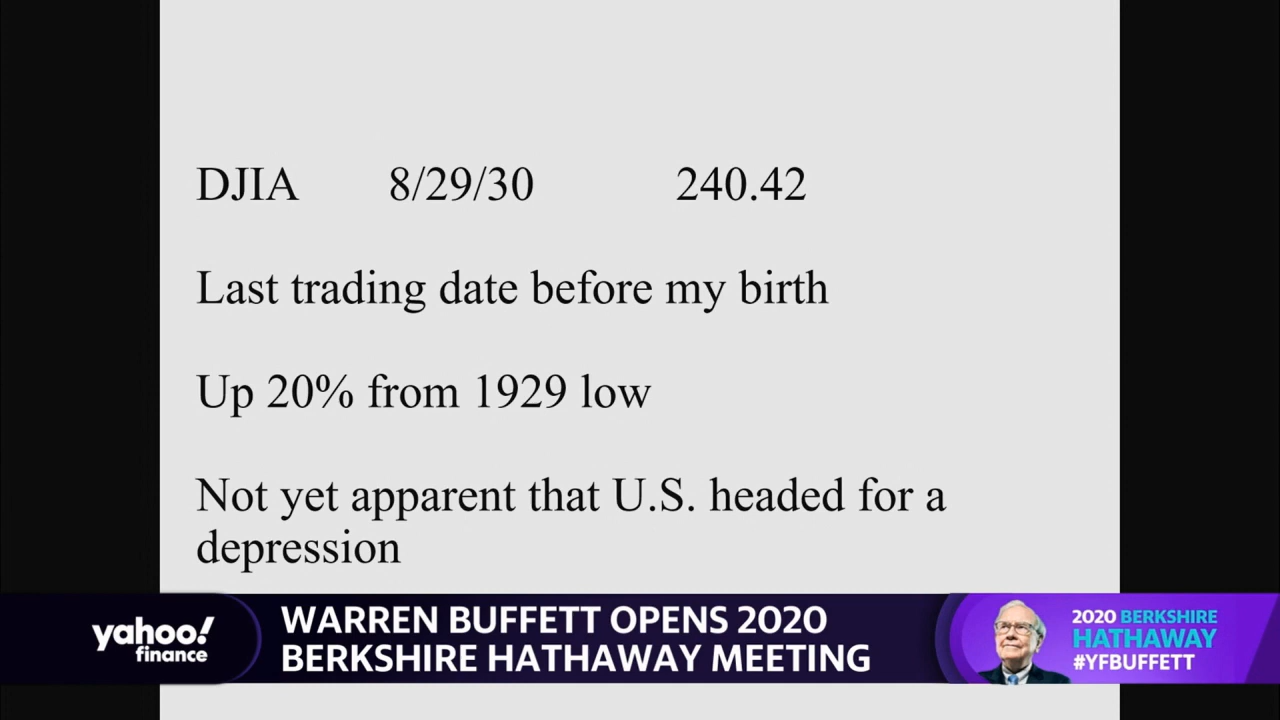 DJIA 8/29/30 240.42
Last trading date before my birth
Up 20% from 1929 low
Not yet apparent that U.S. headed for a
depression
yahoo!
finance
WARREN BUFFETT OPENS 2020
BERKSHIRE HATHAWAY MEETING
2020 BERKSHIRE
HATHAWAY
#YFBUFFETT